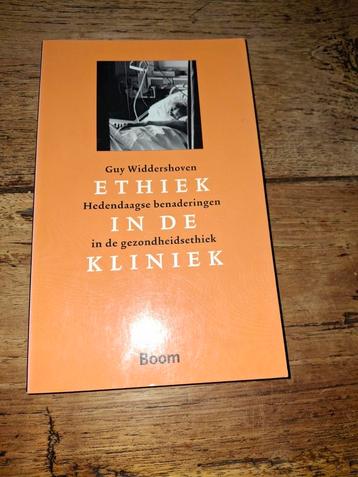 Guy Widdershoven
ETHIEK
Hedendaagse benaderingen
IN DE
in de gezondheidsethiek
KLINIEK
Boom